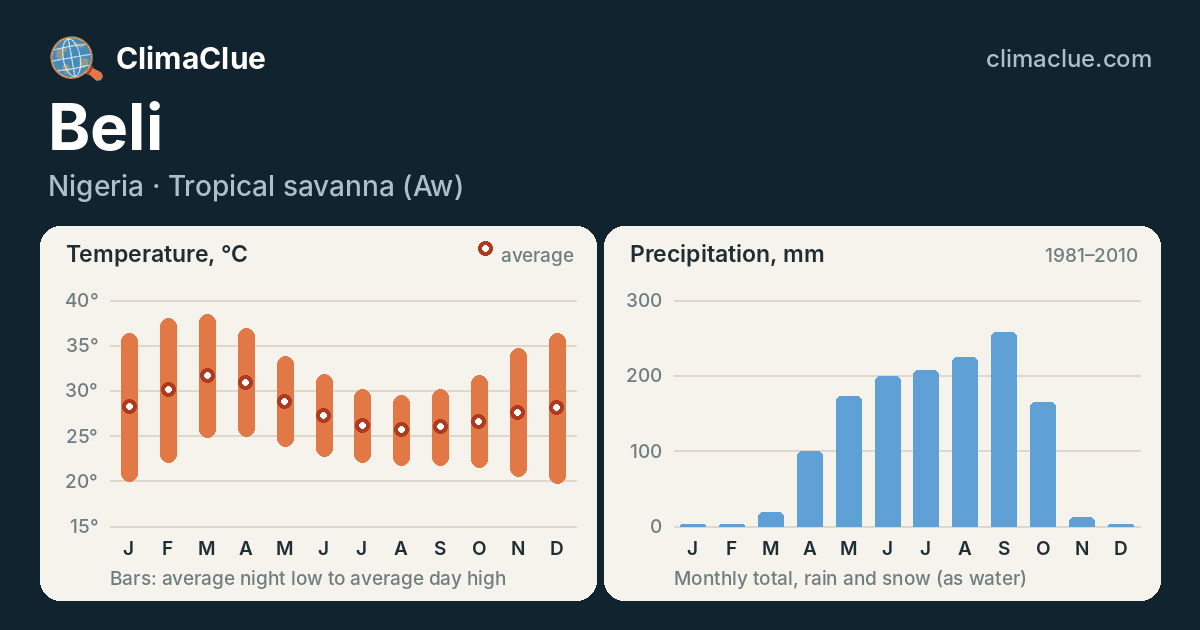 ClimaClue
climaclue.com
Beli
Nigeria · Tropical savanna (Aw)
Temperature, °C
average
40°
35°
30°
25°
20°
15°
J F M A M J J A S O N D
Bars: average night low to average day high
Precipitation, mm
1981–2010
300
200
100
0
J F M A M J J A S O N D
Monthly total, rain and snow (as water)